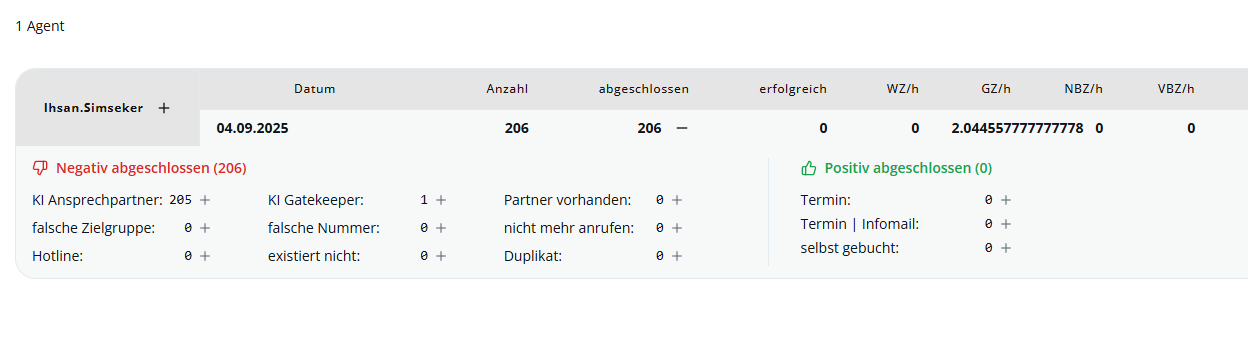 1 Agent
Datum Anzahl abgeschlossen erfolgreich WZ/h GZ/h NBZ/h VBZ/h
Ihsan.Simseker +
04.09.2025 206 206 — 0 0 2.044557777777778 0 0
Negativ abgeschlossen (206) Positiv abgeschlossen (0)
KI Ansprechpartner: 205 + KI Gatekeeper: 1 + Partner vorhanden: 0 + Termin: 0 +
falsche Zielgruppe: 0 + falsche Nummer: 0 + nicht mehr anrufen: 0 + Termin | Infomail: 0 +
Hotline: 0 + existiert nicht: 0 + Duplikat: 0 + selbst gebucht: 0 +